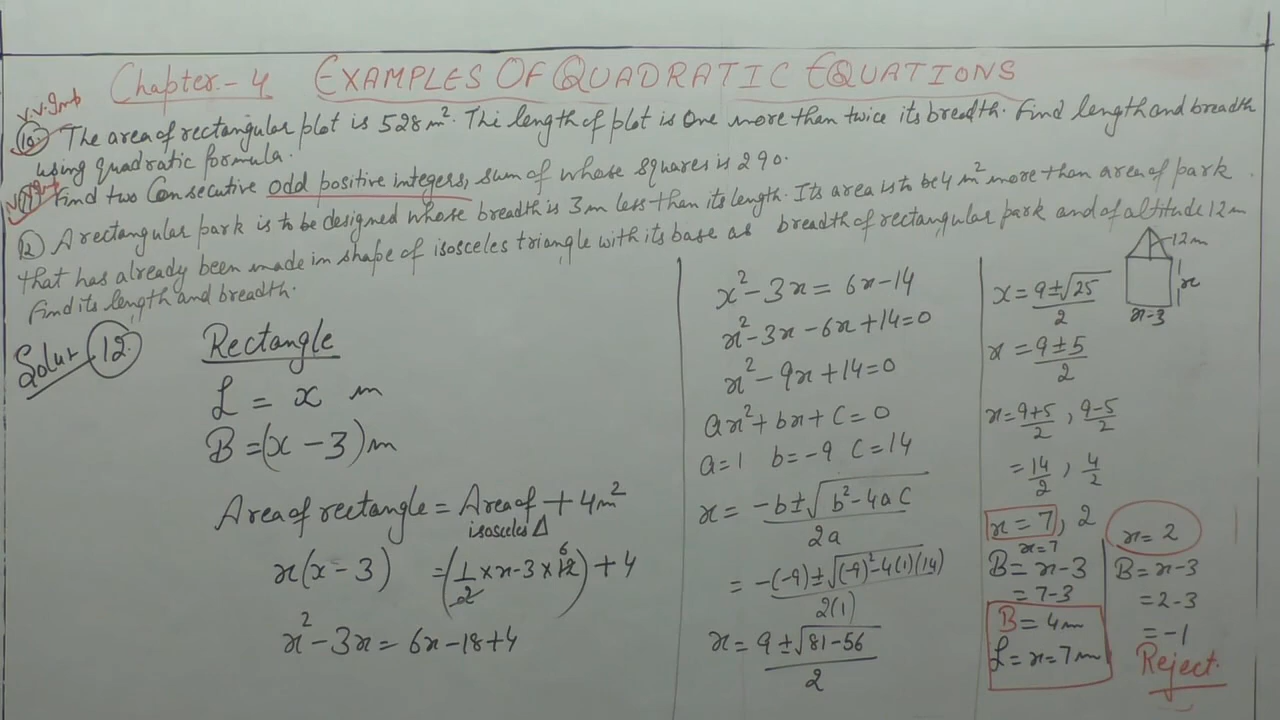 Chapter-4 EXAMPLES OF QUADRATIC EQUATIONS
V.V.Imp
10. The area of rectangular plot is 528m². The length of plot is one more than twice its breadth. Find length and breadth
using quadratic formula.
Find two Consecutive odd positive integers, sum of whose squares is 290.
12 A rectangular park is to be designed whose breadth is 3m less than its length. Its area is to be 4 m² more than area of park
that has already been made in shape of isosceles triangle with its base as breadth of rectangular park and of altitude 12m
find its length and breadth.
12m
x
x-3
Solur 12.
Rectangle
L = x m
B = (x - 3)m
Area of rectangle = Area of + 4m²
isosceles Δ
x(x - 3) = (1/2 × x-3 × 12) + 4
6
x² - 3x = 6x - 18 + 4
x² - 3x = 6x - 14
x² - 3x - 6x + 14 = 0
x² - 9x + 14 = 0
ax² + bx + c = 0
a = 1 b = -9 C = 14
x = -b ± √b² - 4ac / 2a
= -(-9) ± √(-9)² - 4(1)(14) / 2(1)
x = 9 ± √81 - 56 / 2
x = 9 ± √25 / 2
x = 9 ± 5 / 2
x = 9+5/2 , 9-5/2
= 14/2 , 4/2
x = 7, 2
x = 7
B = x - 3
= 7 - 3
B = 4m
L = x = 7m
x = 2
B = x - 3
= 2 - 3
= -1
Reject.